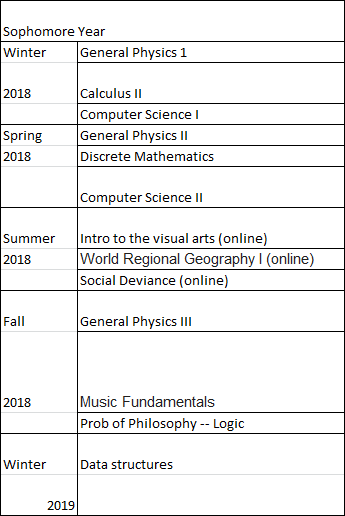 Sophomore Year
Winter General Physics 1
2018 Calculus II
Computer Science I
Spring General Physics II
2018 Discrete Mathematics
Computer Science II
Summer Intro to the visual arts (online)
2018 World Regional Geography I (online)
Social Deviance (online)
Fall General Physics III
2018 Music Fundamentals
Prob of Philosophy -- Logic
Winter Data structures
2019